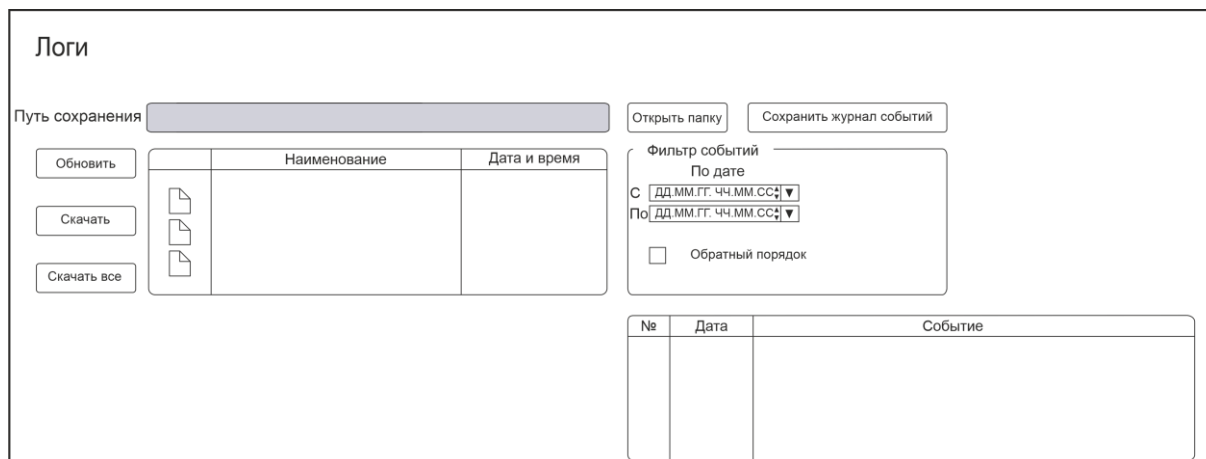 Логи
Путь сохранения
Открыть папку
Сохранить журнал событий
Обновить
Скачать
Скачать все
Наименование
Дата и время
Фильтр событий
По дате
С ДД.ММ.ГГ. ЧЧ.ММ.СС
По ДД.ММ.ГГ. ЧЧ.ММ.СС
Обратный порядок
№ Дата Событие